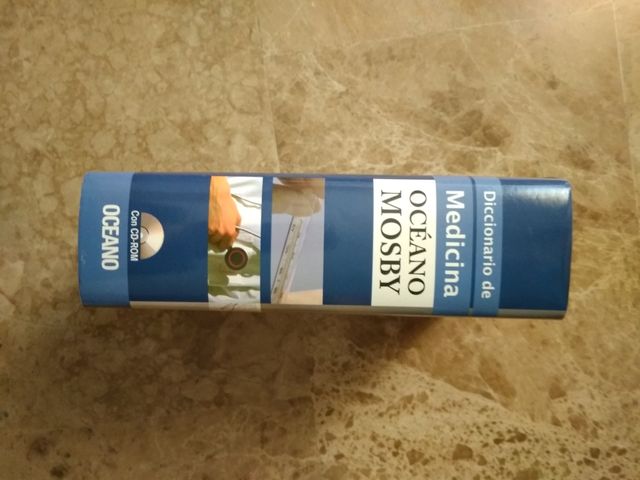 Diccionario de
Medicina
OCÉANO
MOSBY
Con CD-ROM
OCEANO